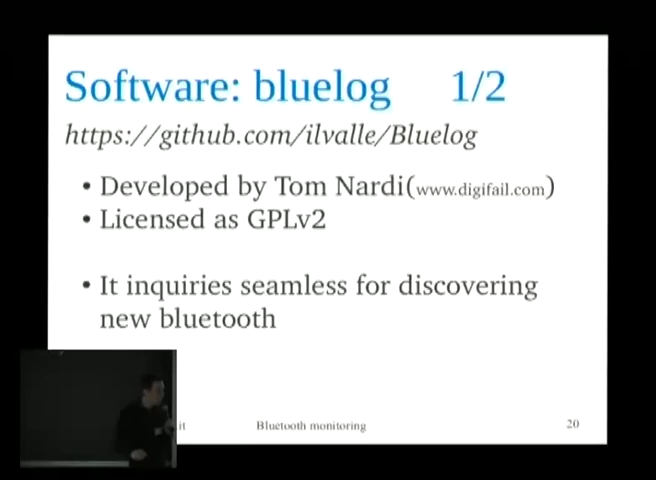 Software: bluelog 1/2
https://github.com/ilvalle/Bluelog
• Developed by Tom Nardi(www.digifail.com)
• Licensed as GPLv2
• It inquiries seamless for discovering
new bluetooth
it Bluetooth monitoring 20